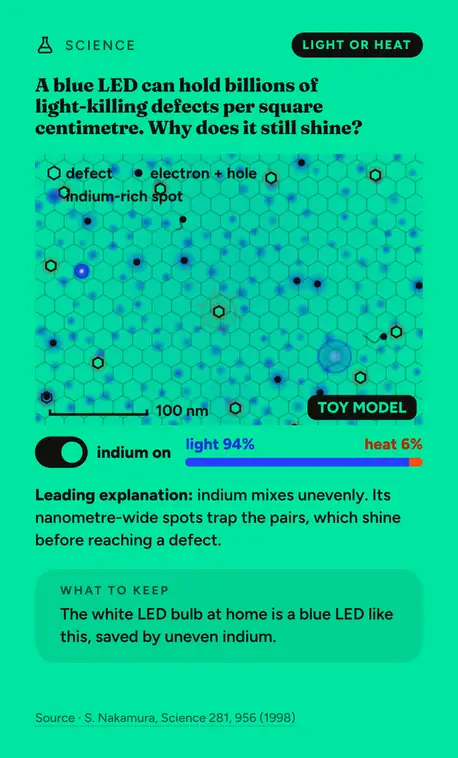 SCIENCE
LIGHT OR HEAT
A blue LED can hold billions of
light-killing defects per square
centimetre. Why does it still shine?
defect
electron + hole
indium-rich spot
100 nm
TOY MODEL
indium on
light 94%
heat 6%
Leading explanation: indium mixes unevenly. Its
nanometre-wide spots trap the pairs, which shine
before reaching a defect.
WHAT TO KEEP
The white LED bulb at home is a blue LED like
this, saved by uneven indium.
Source · S. Nakamura, Science 281, 956 (1998)